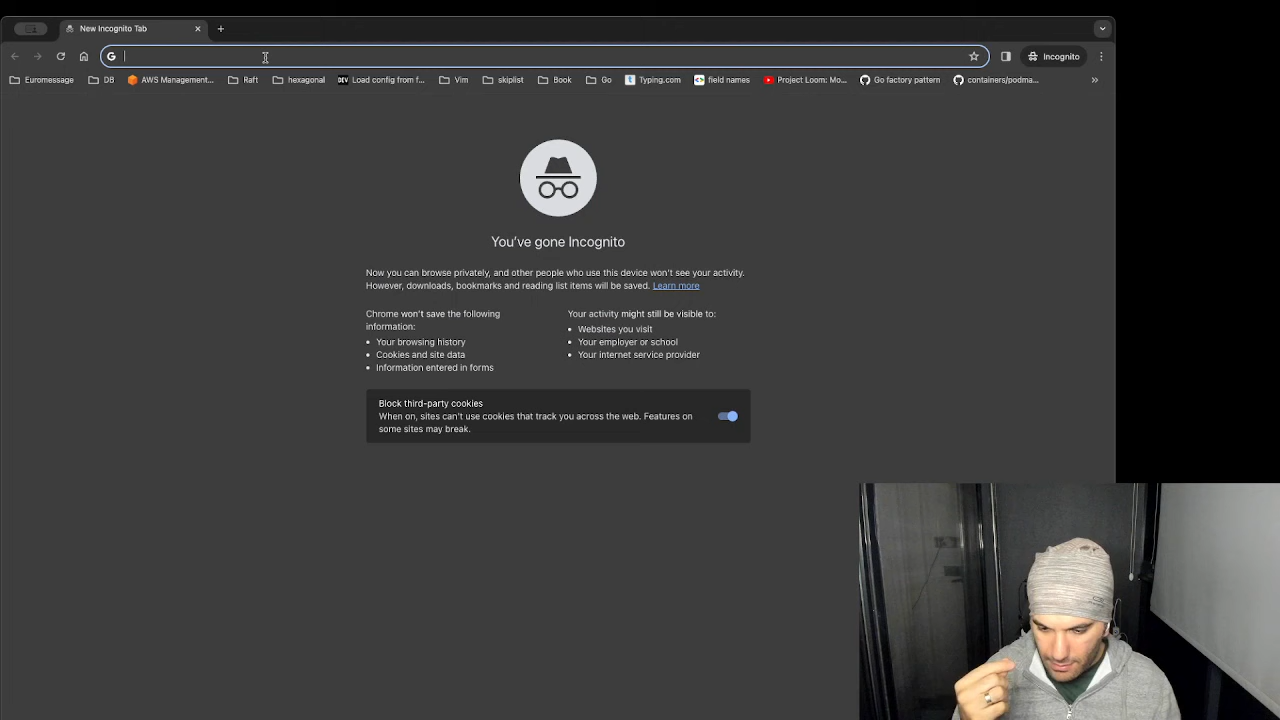 New Incognito Tab
Incognito
Euromessage DB AWS Management... Raft hexagonal DEV Load config from f... Vim skiplist Book Go Typing.com field names Project Loom: Mo... Go factory pattern containers/podma... »
You've gone Incognito
Now you can browse privately, and other people who use this device won't see your activity.
However, downloads, bookmarks and reading list items will be saved. Learn more
Chrome won't save the following
information:
• Your browsing history
• Cookies and site data
• Information entered in forms
Your activity might still be visible to:
• Websites you visit
• Your employer or school
• Your internet service provider
Block third-party cookies
When on, sites can't use cookies that track you across the web. Features on
some sites may break.